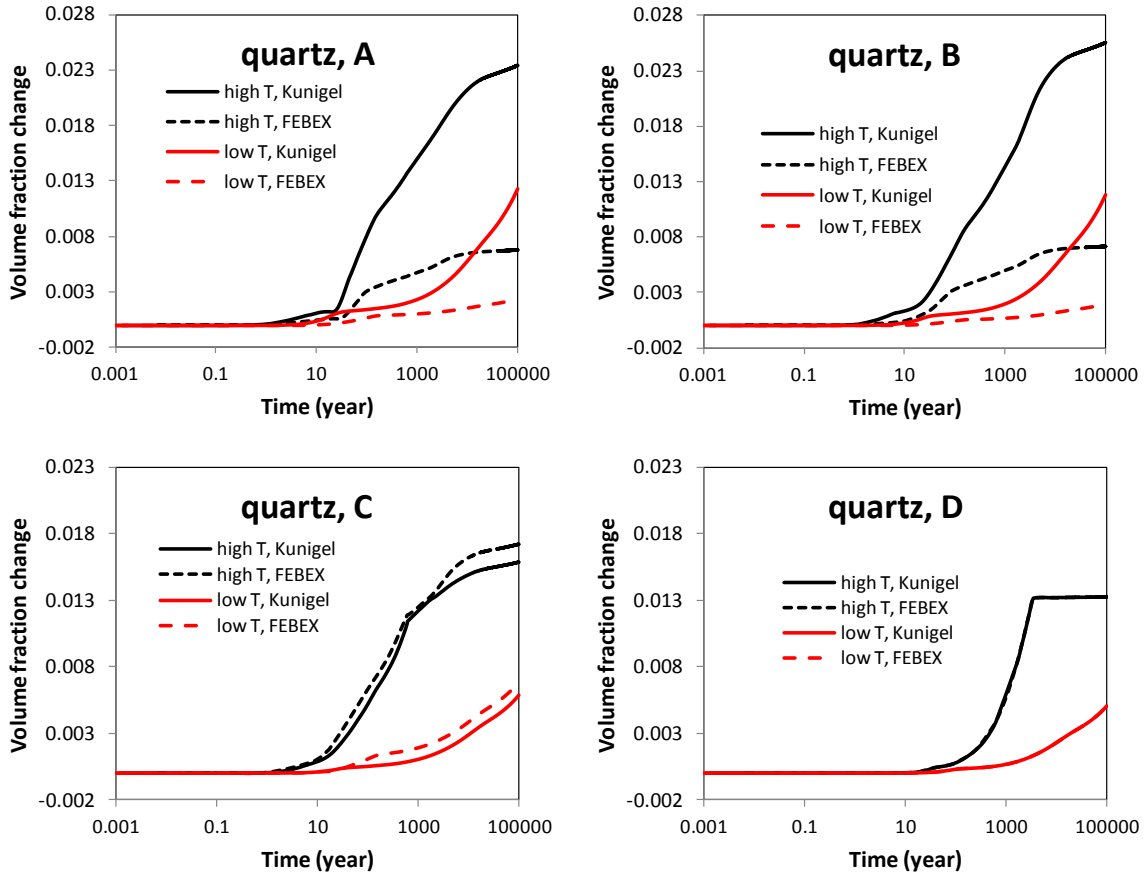 quartz, A
high T, Kunigel
high T, FEBEX
low T, Kunigel
low T, FEBEX
Volume fraction change
0.028
0.023
0.018
0.013
0.008
0.003
-0.002
0.001
0.1
10
1000
100000
Time (year)
quartz, B
high T, Kunigel
high T, FEBEX
low T, Kunigel
low T, FEBEX
Volume fraction change
0.028
0.023
0.018
0.013
0.008
0.003
-0.002
0.001
0.1
10
1000
100000
Time (year)
quartz, C
high T, Kunigel
high T, FEBEX
low T, Kunigel
low T, FEBEX
Volume fraction change
0.023
0.018
0.013
0.008
0.003
-0.002
0.001
0.1
10
1000
100000
Time (year)
quartz, D
high T, Kunigel
high T, FEBEX
low T, Kunigel
low T, FEBEX
Volume fraction change
0.023
0.018
0.013
0.008
0.003
-0.002
0.001
0.1
10
1000
100000
Time (year)